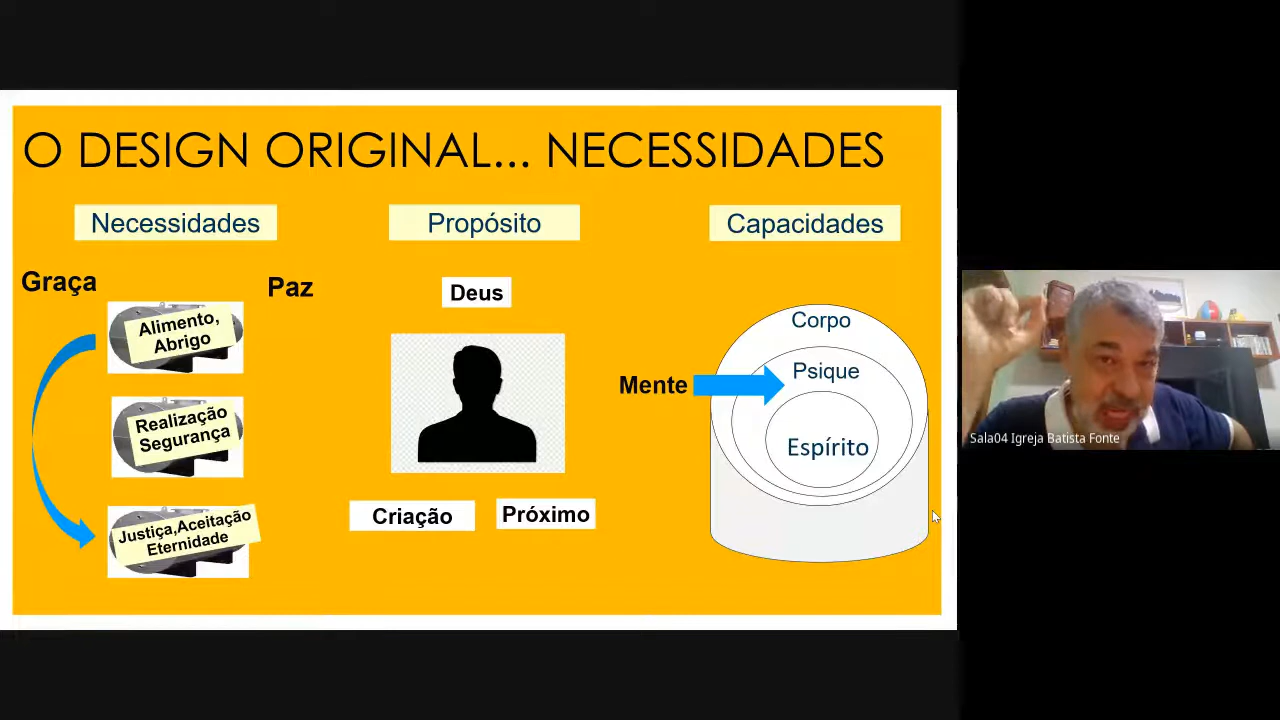 O DESIGN ORIGINAL... NECESSIDADES
Necessidades
Propósito
Capacidades
Graça
Paz
Alimento,
Abrigo
Realização
Segurança
Justiça,Aceitação
Eternidade
Deus
Criação
Próximo
Mente
Corpo
Psique
Espírito
Sala04 Igreja Batista Fonte